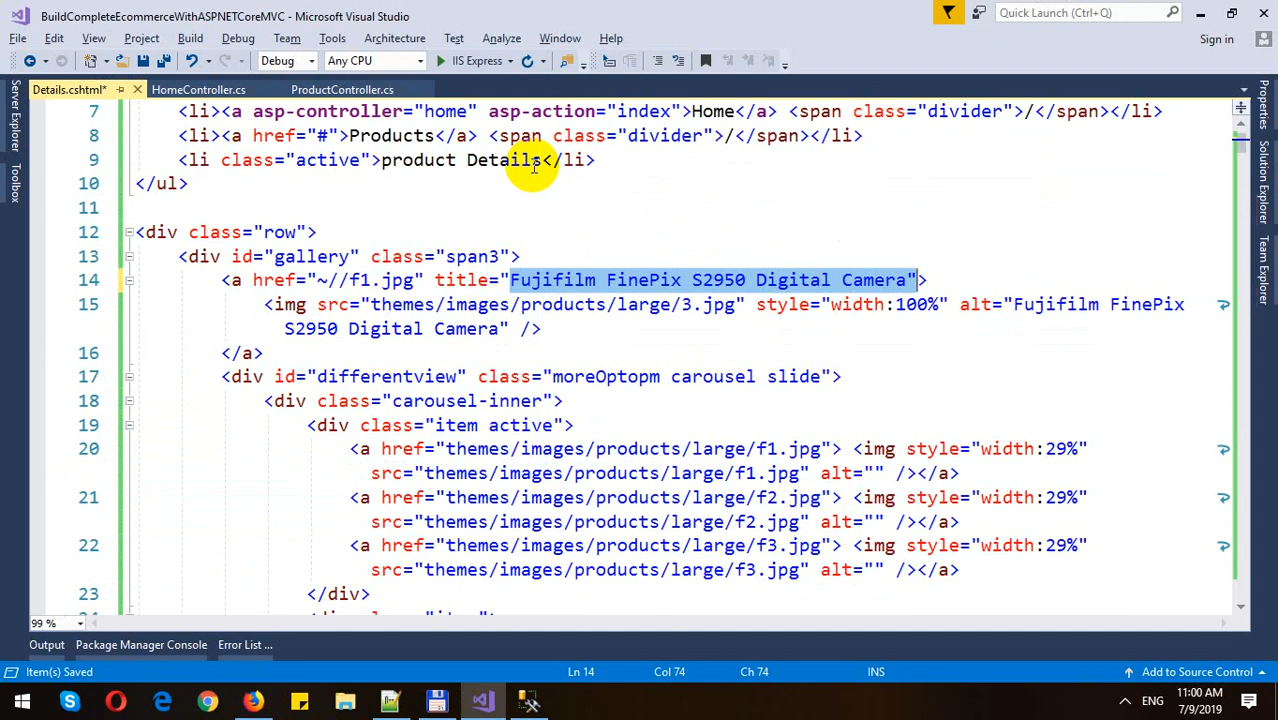 BuildCompleteEcommerceWithASPNETCoreMVC - Microsoft Visual Studio
Quick Launch (Ctrl+Q)
File Edit View Project Build Debug Team Tools Architecture Test Analyze Window Help
Sign in
Debug Any CPU IIS Express
Details.cshtml* HomeController.cs ProductController.cs
Server Explorer
Toolbox
Solution Explorer
Team Explorer
7 <li><a asp-controller="home" asp-action="index">Home</a> <span class="divider">/</span></li>
8 <li><a href="#">Products</a> <span class="divider">/</span></li>
9 <li class="active">product Details</li>
10 </ul>
11
12 <div class="row">
13 <div id="gallery" class="span3">
14 <a href="~//f1.jpg" title="Fujifilm FinePix S2950 Digital Camera">
15 <img src="themes/images/products/large/3.jpg" style="width:100%" alt="Fujifilm FinePix
S2950 Digital Camera" />
16 </a>
17 <div id="differentview" class="moreOptopm carousel slide">
18 <div class="carousel-inner">
19 <div class="item active">
20 <a href="themes/images/products/large/f1.jpg"> <img style="width:29%"
src="themes/images/products/large/f1.jpg" alt="" /></a>
21 <a href="themes/images/products/large/f2.jpg"> <img style="width:29%"
src="themes/images/products/large/f2.jpg" alt="" /></a>
22 <a href="themes/images/products/large/f3.jpg"> <img style="width:29%"
src="themes/images/products/large/f3.jpg" alt="" /></a>
23 </div>
99 %
Output Package Manager Console Error List ...
Item(s) Saved Ln 14 Col 74 Ch 74 INS Add to Source Control
ENG
11:00 AM
7/9/2019